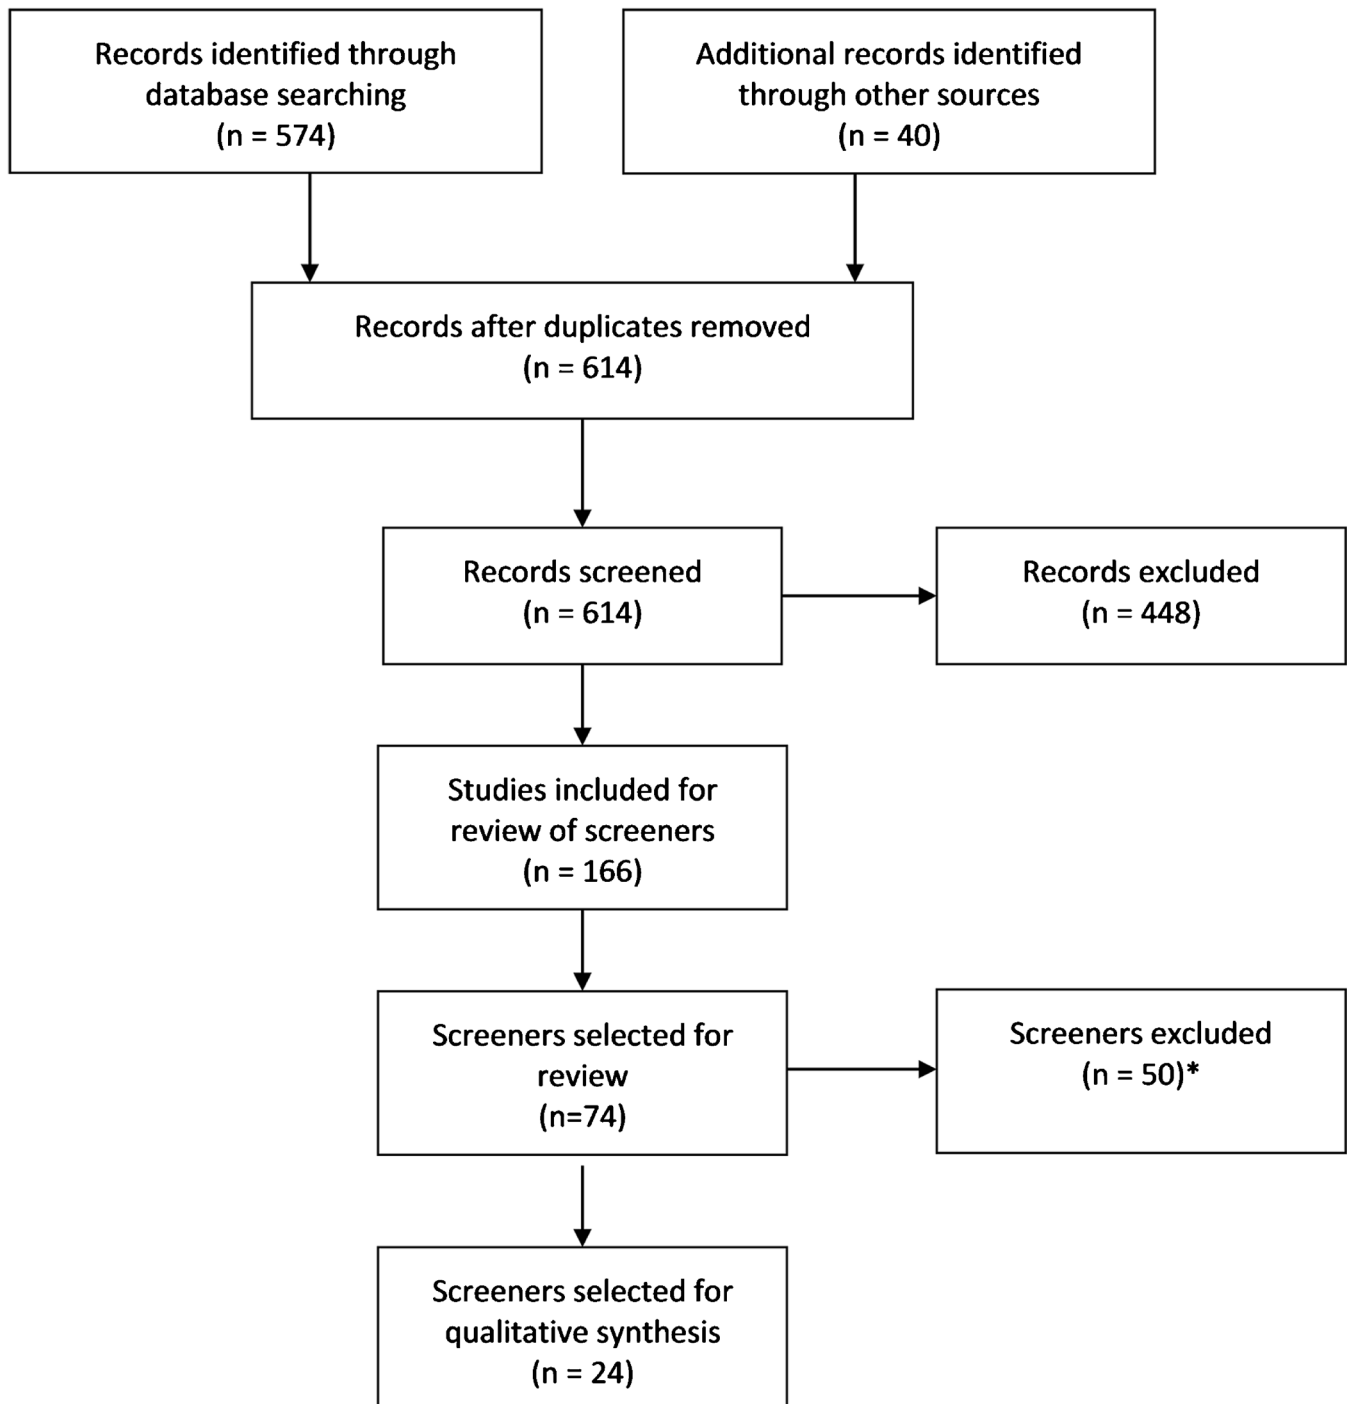 Records identified through
database searching
(n = 574)
Additional records identified
through other sources
(n = 40)
Records after duplicates removed
(n = 614)
Records screened
(n = 614)
Records excluded
(n = 448)
Studies included for
review of screeners
(n = 166)
Screeners selected for
review
(n=74)
Screeners excluded
(n = 50)*
Screeners selected for
qualitative synthesis
(n = 24)